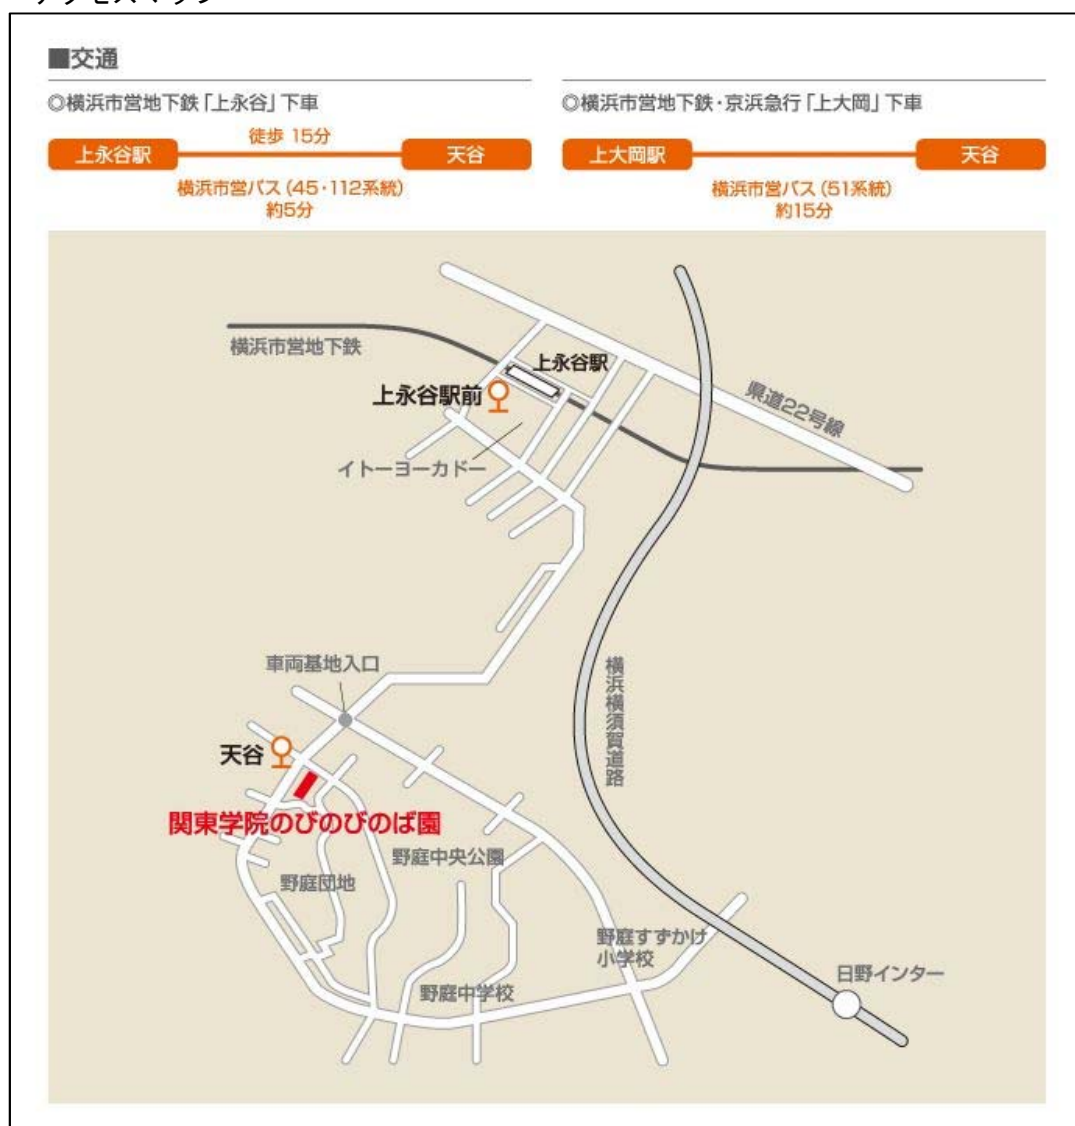 アクセスマップ
■交通
◎横浜市営地下鉄「上永谷」下車
徒歩 15分
上永谷駅
天谷
横浜市営バス(45・112系統)
約5分
◎横浜市営地下鉄・京浜急行「上大岡」下車
上大岡駅
天谷
横浜市営バス(51系統)
約15分
横浜市営地下鉄
上永谷駅
上永谷駅前
県道22号線
イトーヨーカドー
車両基地入口
横浜横須賀道路
天谷
関東学院のびのびのば園
野庭中央公園
野庭団地
野庭すずかけ
小学校
日野インター
野庭中学校